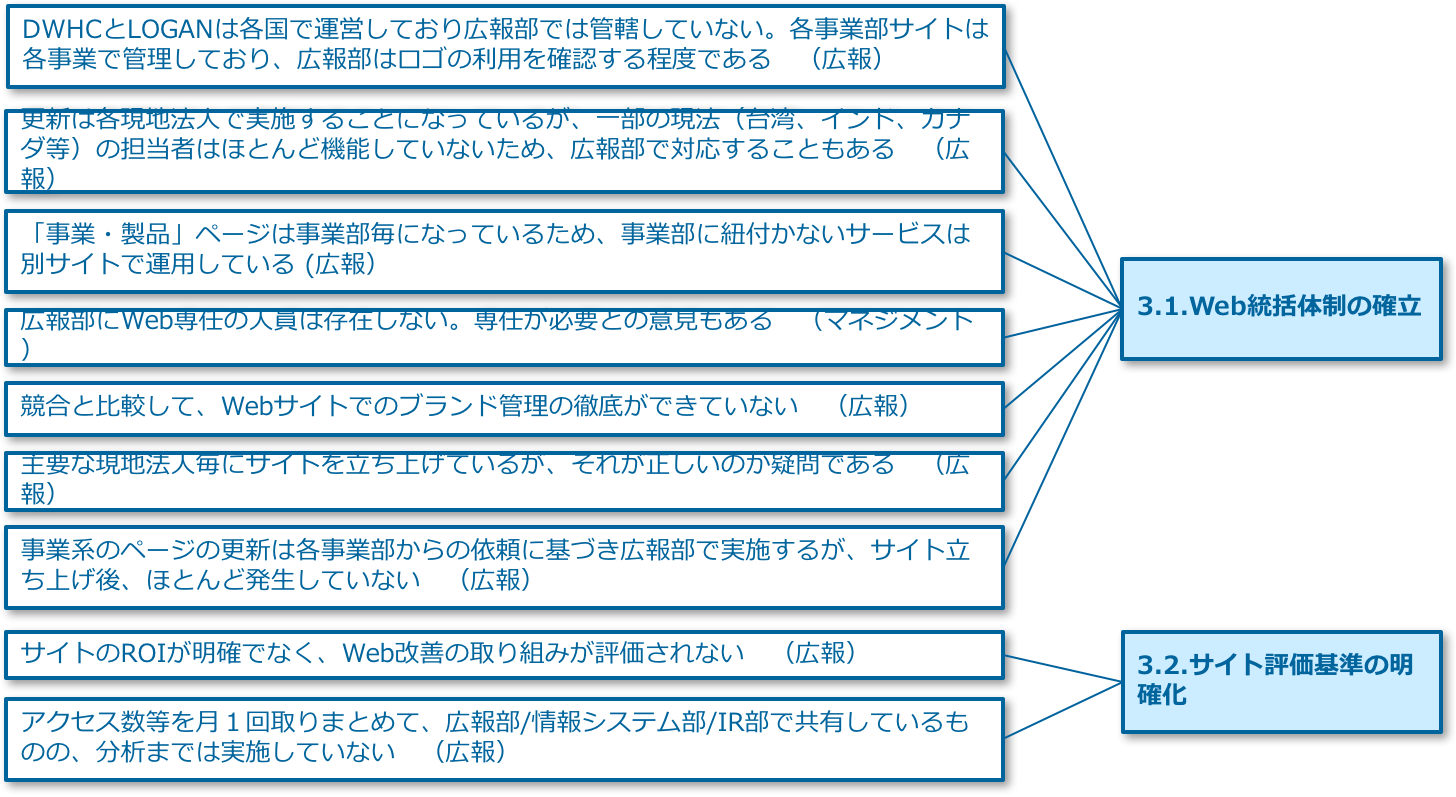 DWHCとLOGANは各国で運営しており広報部では管轄していない。各事業部サイトは
各事業で管理しており、広報部はロゴの利用を確認する程度である　（広報）
更新は各現地法人で実施することになっているが、一部の現法（台湾、インド、カナ
ダ等）の担当者はほとんど機能していないため、広報部で対応することもある　（広
報）
「事業・製品」ページは事業部毎になっているため、事業部に紐付かないサービスは
別サイトで運用している (広報）
広報部にWeb専任の人員は存在しない。専任が必要との意見もある　（マネジメント
）
競合と比較して、Webサイトでのブランド管理の徹底ができていない　（広報）
主要な現地法人毎にサイトを立ち上げているが、それが正しいのか疑問である　（広
報）
事業系のページの更新は各事業部からの依頼に基づき広報部で実施するが、サイト立
ち上げ後、ほとんど発生していない　（広報）
3.1.Web統括体制の確立
サイトのROIが明確でなく、Web改善の取り組みが評価されない　（広報）
アクセス数等を月１回取りまとめて、広報部/情報システム部/IR部で共有しているも
のの、分析までは実施していない　（広報）
3.2.サイト評価基準の明
確化